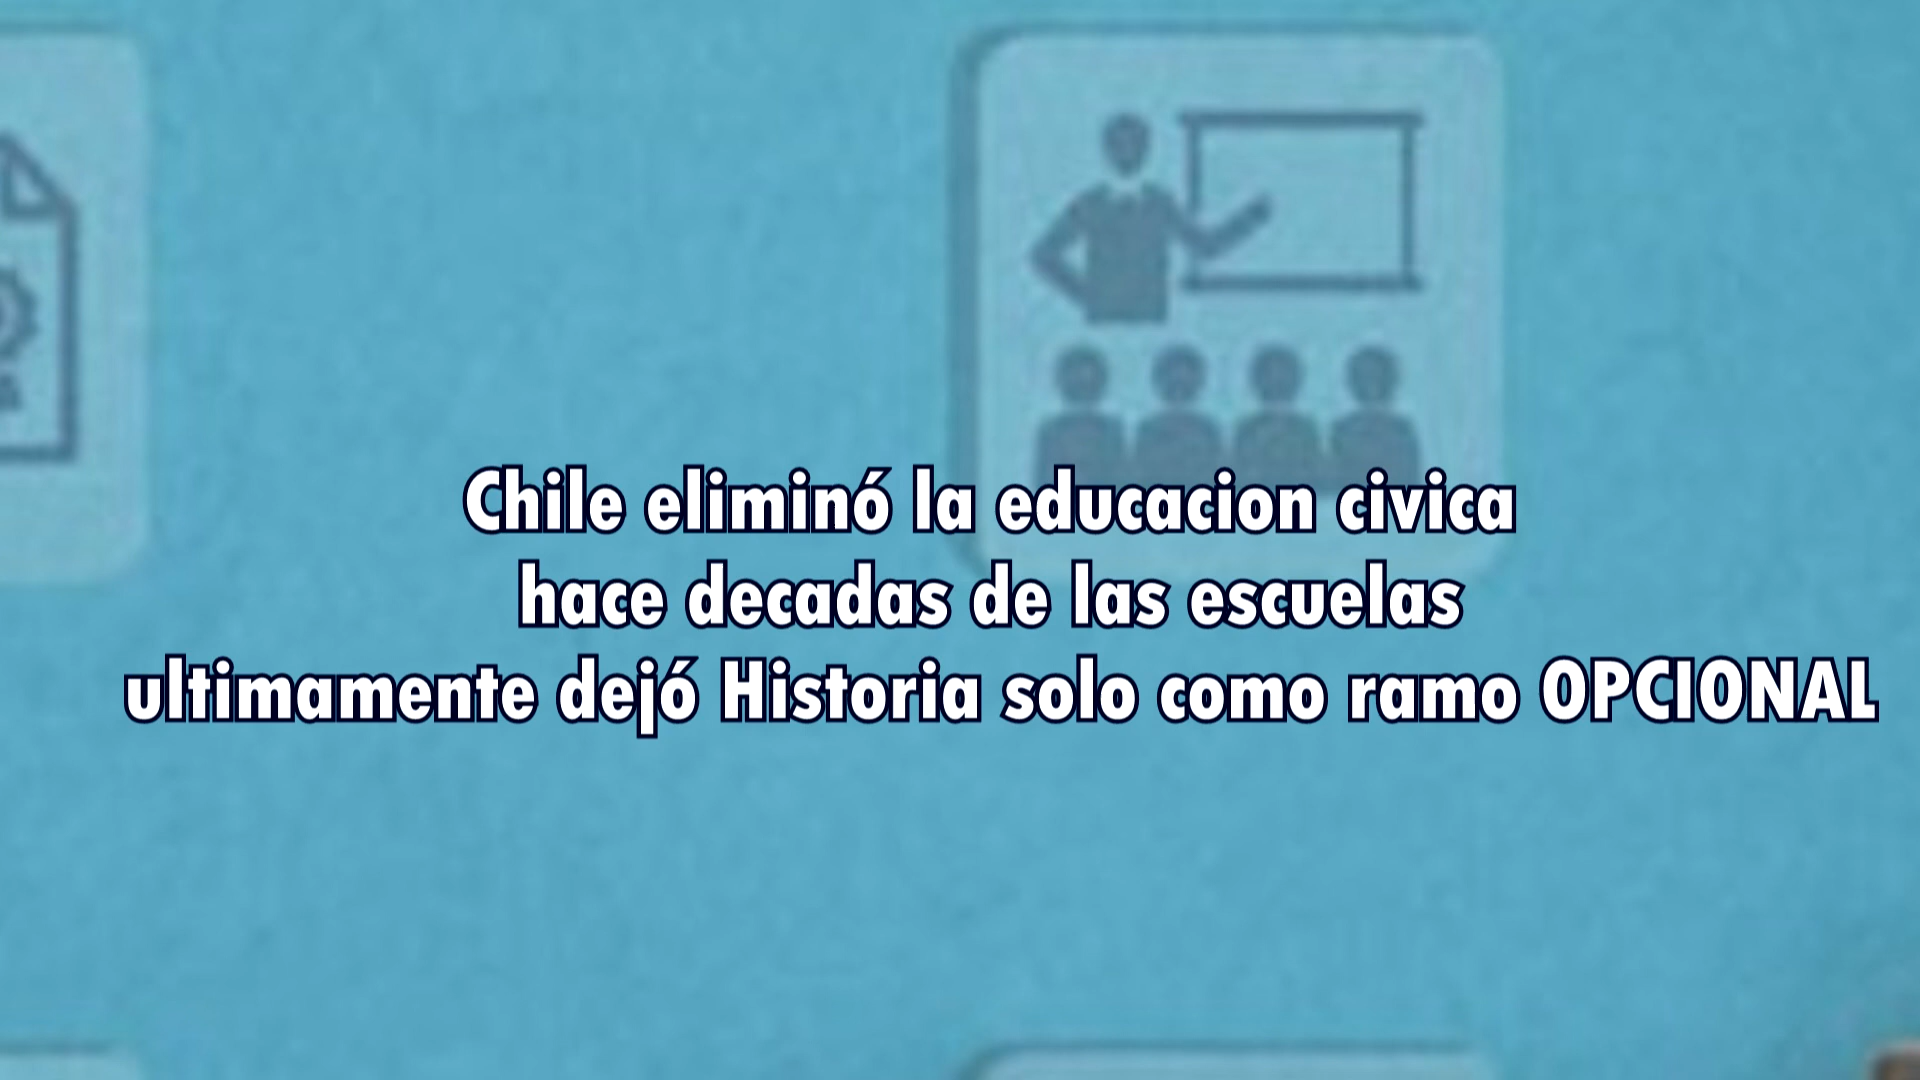 Chile eliminó la educacion civica
hace decadas de las escuelas
ultimamente dejó Historia solo como ramo OPCIONAL